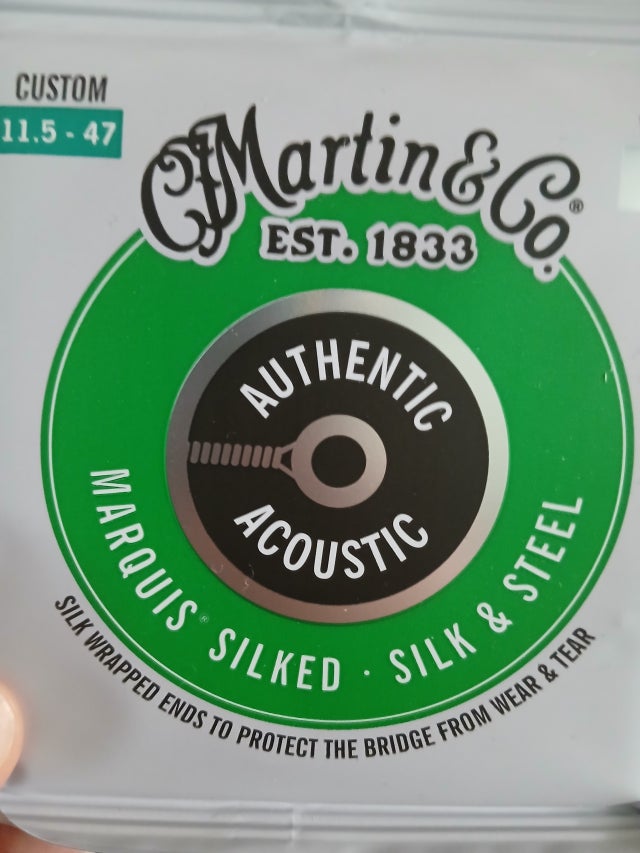 CUSTOM
11.5 - 47
CFMartin & Co.®
EST. 1833
AUTHENTIC
ACOUSTIC
MARQUIS® SILKED · SILK & STEEL
SILK WRAPPED ENDS TO PROTECT THE BRIDGE FROM WEAR & TEAR